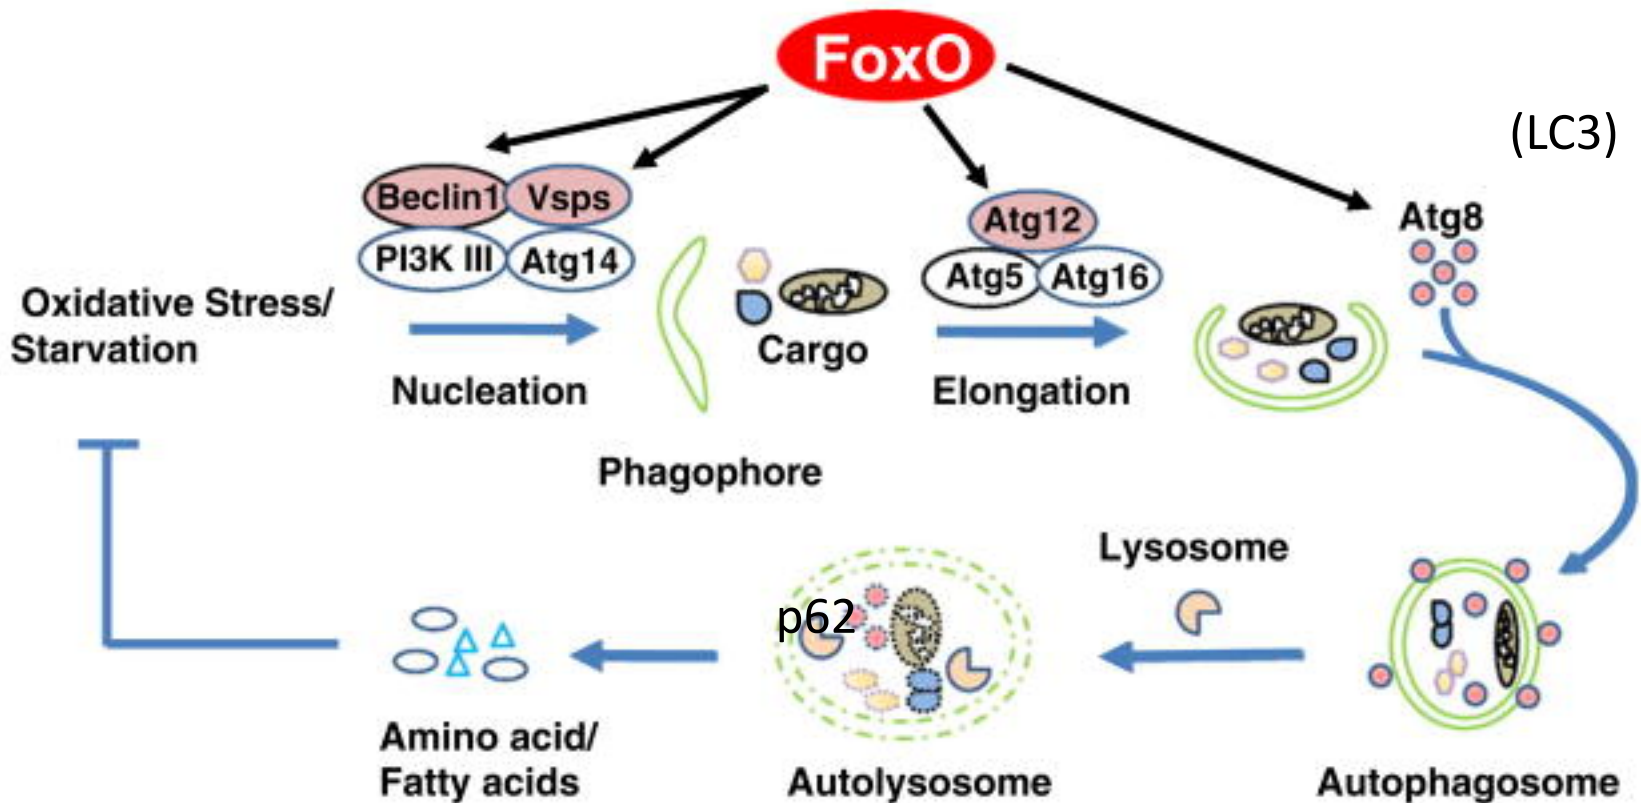 FoxO
(LC3)
Beclin1
Vsps
Atg12
Atg8
PI3K III
Atg14
Atg5
Atg16
Oxidative Stress/
Starvation
Cargo
Nucleation
Elongation
Phagophore
Lysosome
p62
Amino acid/
Fatty acids
Autolysosome
Autophagosome